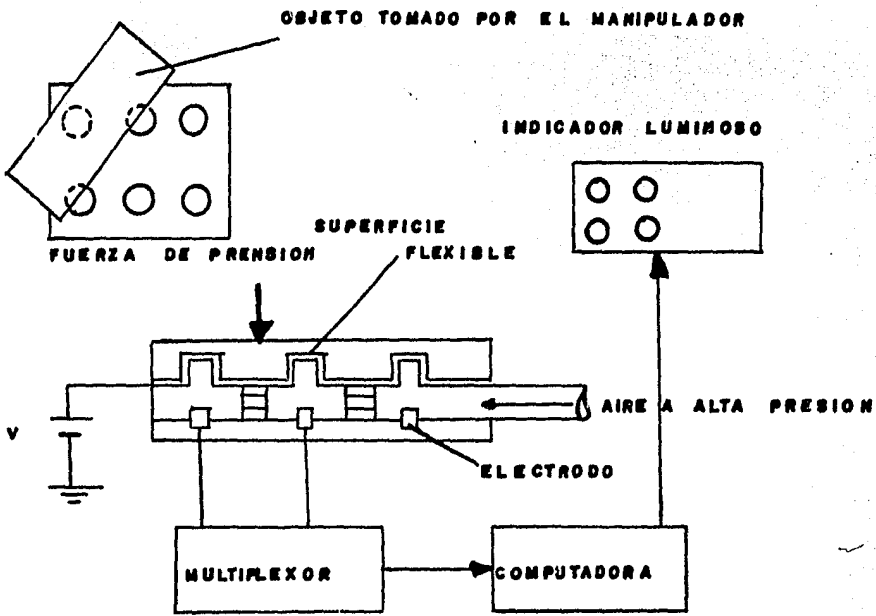 OBJETO TOMADO POR EL MANIPULADOR
INDICADOR LUMINOSO
SUPERFICIE
FLEXIBLE
FUERZA DE PRENSION
AIRE A ALTA PRESION
V
ELECTRODO
MULTIPLEXOR
COMPUTADORA